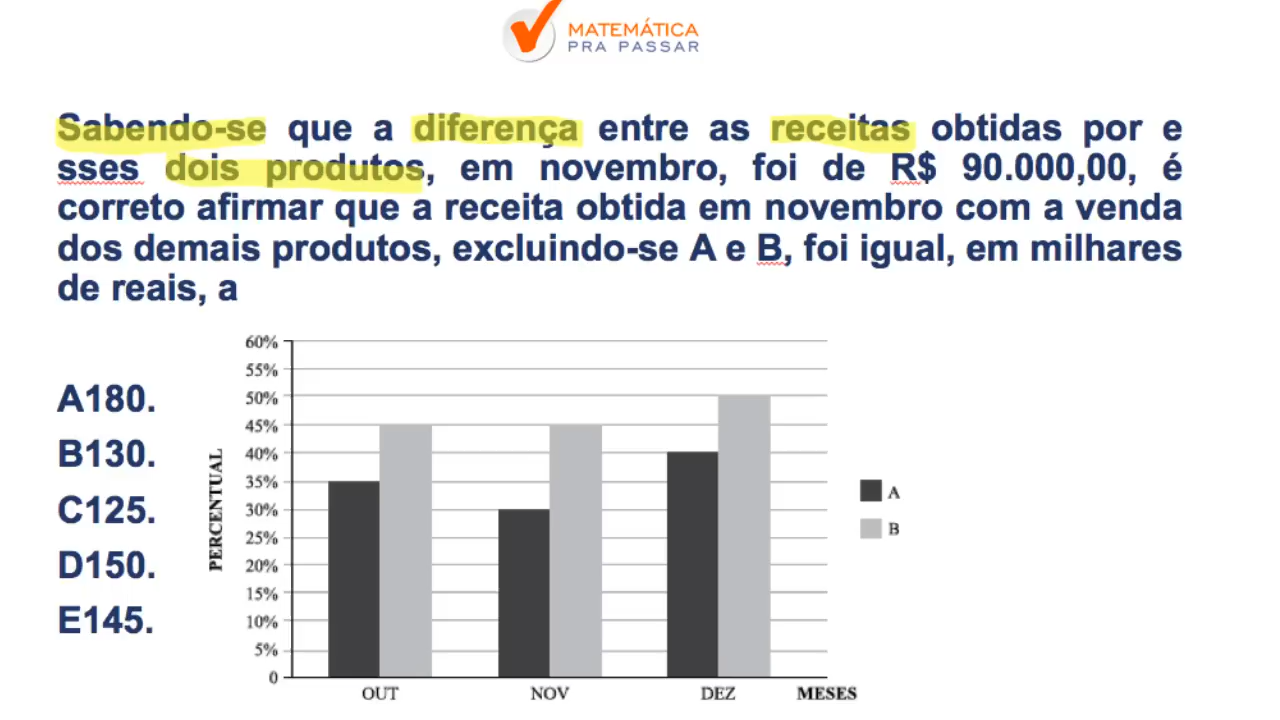 MATEMÁTICA
PRA PASSAR
Sabendo-se que a diferença entre as receitas obtidas por e
sses dois produtos, em novembro, foi de R$ 90.000,00, é
correto afirmar que a receita obtida em novembro com a venda
dos demais produtos, excluindo-se A e B, foi igual, em milhares
de reais, a
A180.
B130.
C125.
D150.
E145.
PERCENTUAL
60%
55%
50%
45%
40%
35%
30%
25%
20%
15%
10%
5%
0
OUT NOV DEZ MESES
A
B